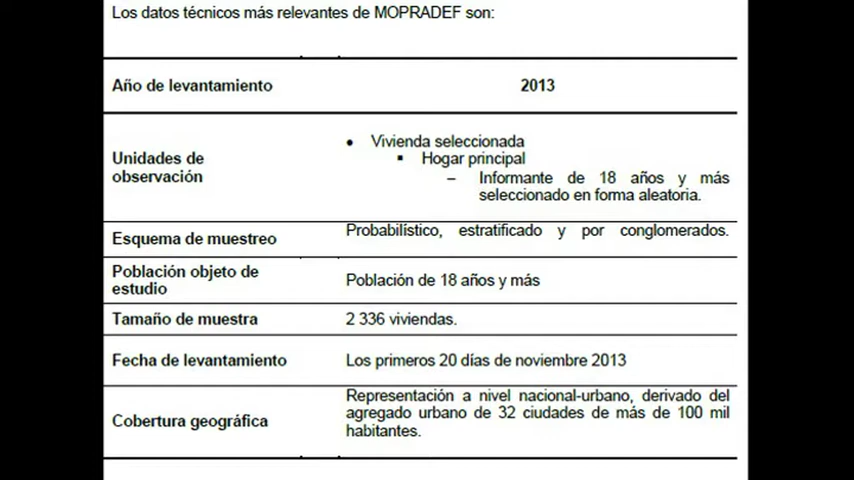 Los datos técnicos más relevantes de MOPRADEF son:
Año de levantamiento
2013
Unidades de
observación
• Vivienda seleccionada
▪ Hogar principal
– Informante de 18 años y más
seleccionado en forma aleatoria.
Esquema de muestreo
Probabilístico, estratificado y por conglomerados.
Población objeto de
estudio
Población de 18 años y más
Tamaño de muestra
2 336 viviendas.
Fecha de levantamiento
Los primeros 20 días de noviembre 2013
Cobertura geográfica
Representación a nivel nacional-urbano, derivado del
agregado urbano de 32 ciudades de más de 100 mil
habitantes.